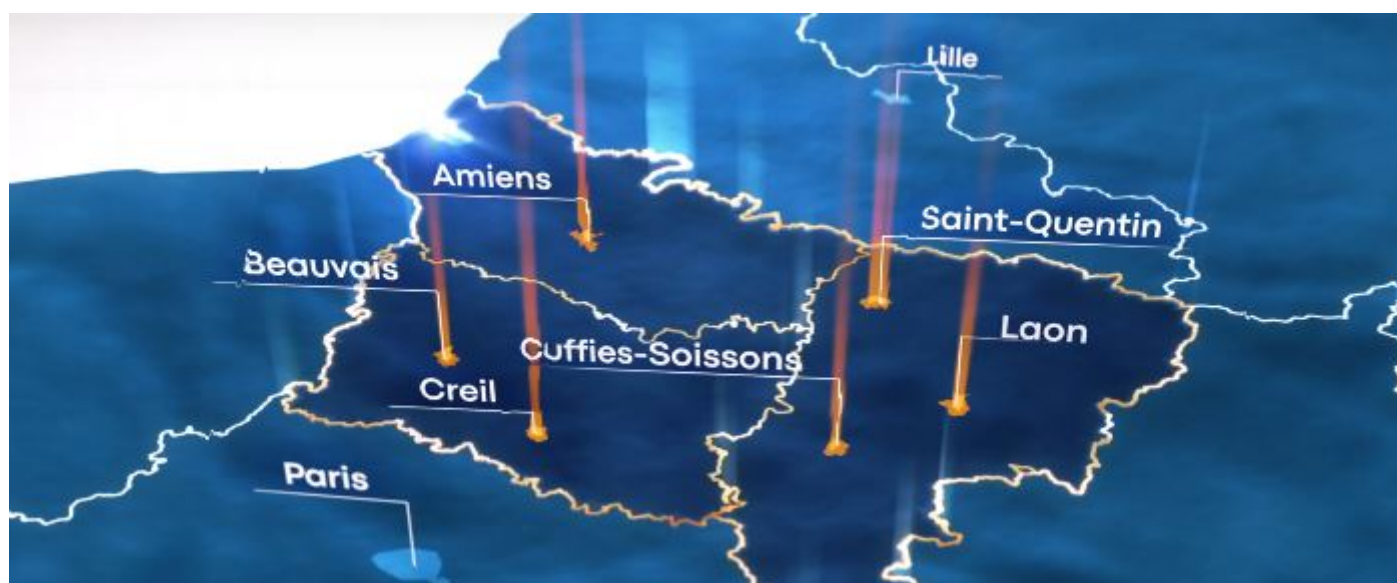 Lille
Amiens
Saint-Quentin
Beauvais
Laon
Cuffies-Soissons
Creil
Paris